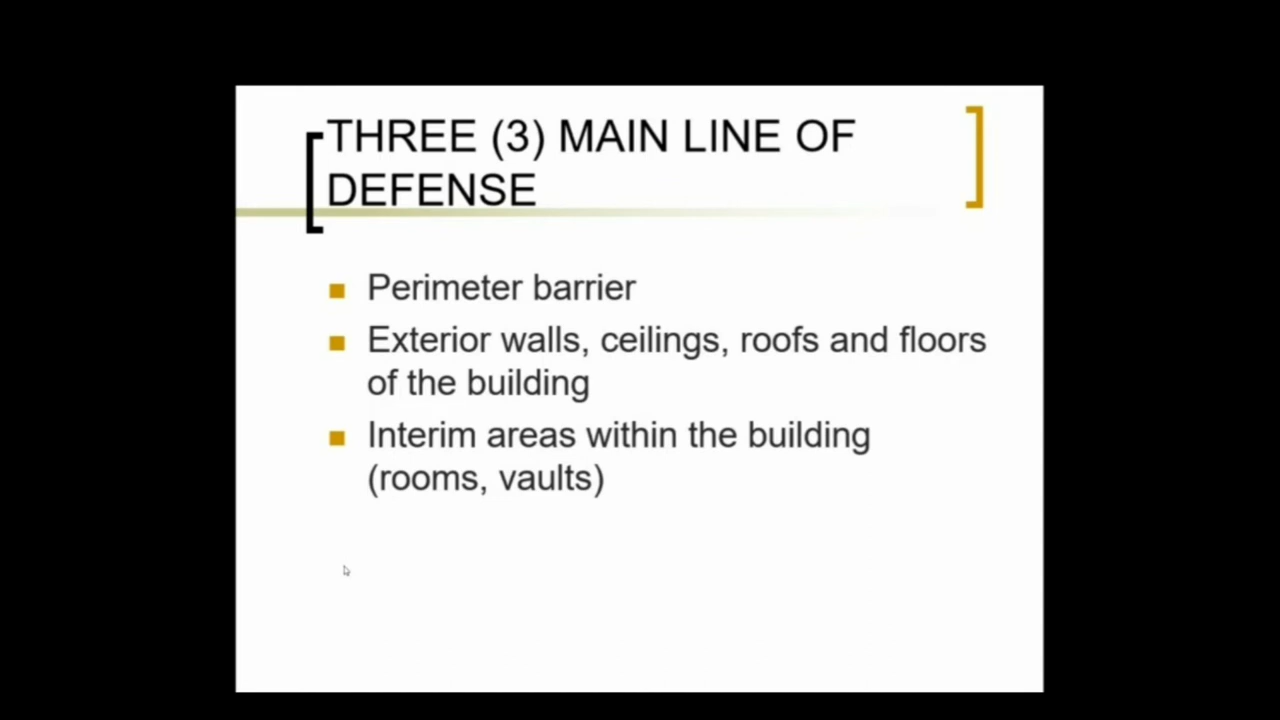 THREE (3) MAIN LINE OF
DEFENSE
Perimeter barrier
Exterior walls, ceilings, roofs and floors
of the building
Interim areas within the building
(rooms, vaults)